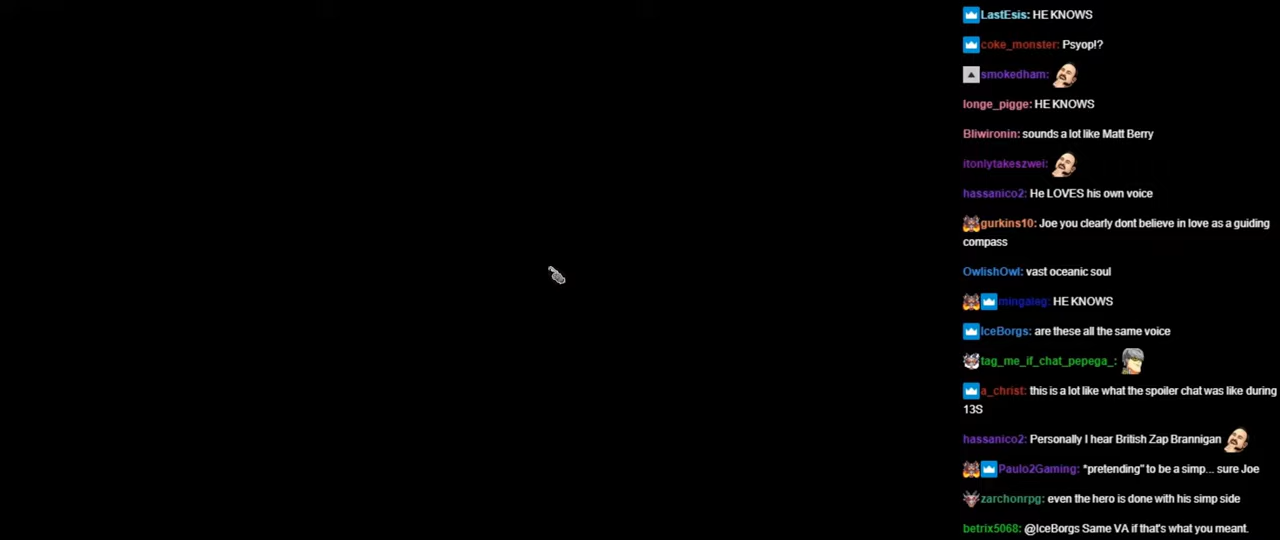 LastEsis: HE KNOWS
coke_monster: Psyop!?
smokedham:
longe_pigge: HE KNOWS
Bliwironin: sounds a lot like Matt Berry
itonlytakeszwei:
hassanico2: He LOVES his own voice
gurkins10: Joe you clearly dont believe in love as a guiding
compass
OwlishOwl: vast oceanic soul
mingaleg: HE KNOWS
IceBorgs: are these all the same voice
tag_me_if_chat_pepega_:
a_christ: this is a lot like what the spoiler chat was like during
13S
hassanico2: Personally I hear British Zap Brannigan
Paulo2Gaming: *pretending" to be a simp... sure Joe
zarchonrpg: even the hero is done with his simp side
betrix5068: @IceBorgs Same VA if that's what you meant.